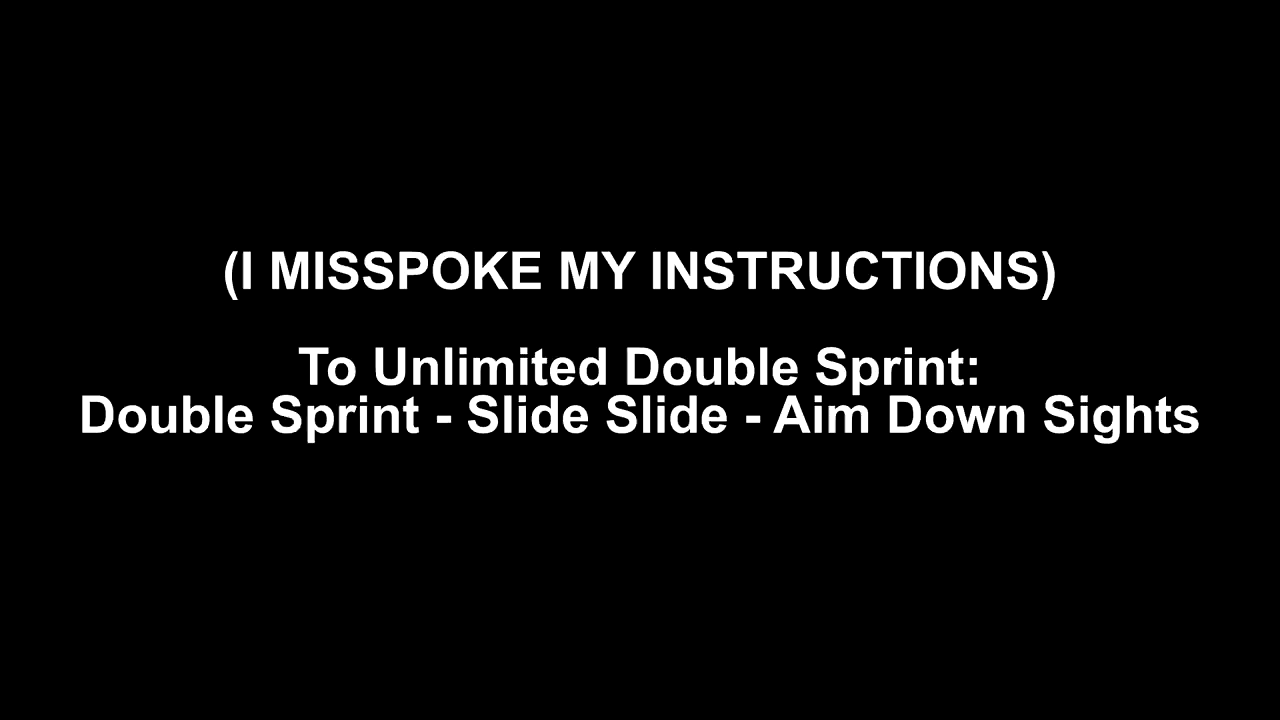 (I MISSPOKE MY INSTRUCTIONS)
To Unlimited Double Sprint:
Double Sprint - Slide Slide - Aim Down Sights